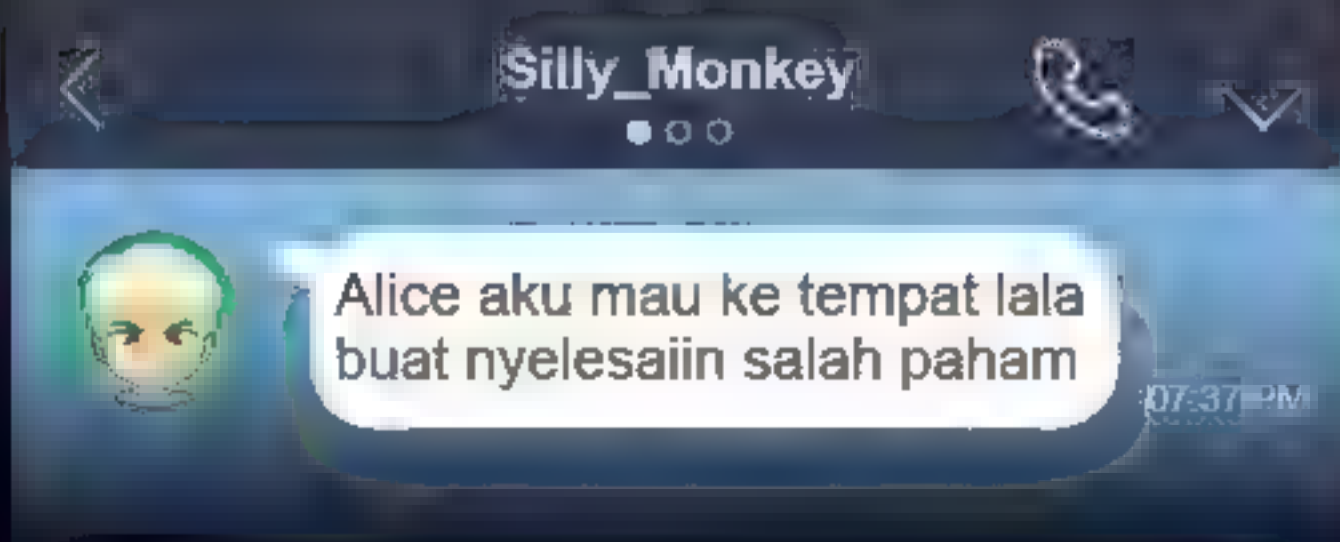 Silly_Monkey
Alice aku mau ke tempat lala
buat nyelesaiin salah paham
07:37 PM